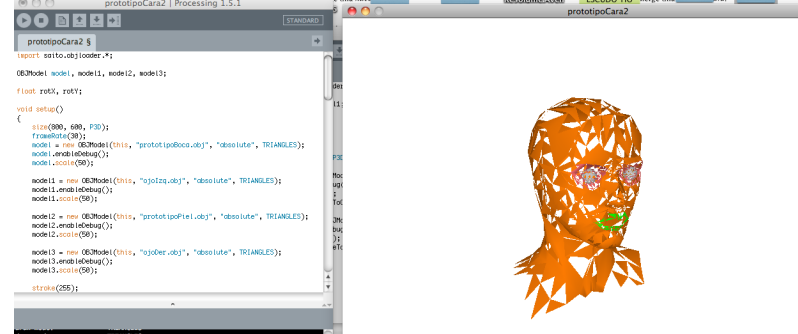 prototipoCara2 | Processing 1.5.1
STANDARD
prototipoCara2 §
import saito.objloader.*;
OBJModel model, model1, model2, model3;
float rotX, rotY;
void setup()
{
size(800, 600, P3D);
frameRate(30);
model = new OBJModel(this, "prototipoBoca.obj", "absolute", TRIANGLES);
model.enableDebug();
model.scale(50);
model1 = new OBJModel(this, "ojoIzq.obj", "absolute", TRIANGLES);
model1.enableDebug();
model1.scale(50);
model2 = new OBJModel(this, "prototipoPiel.obj", "absolute", TRIANGLES);
model2.enableDebug();
model2.scale(50);
model3 = new OBJModel(this, "ojoDer.obj", "absolute", TRIANGLES);
model3.enableDebug();
model3.scale(50);
stroke(255);
prototipoCara2